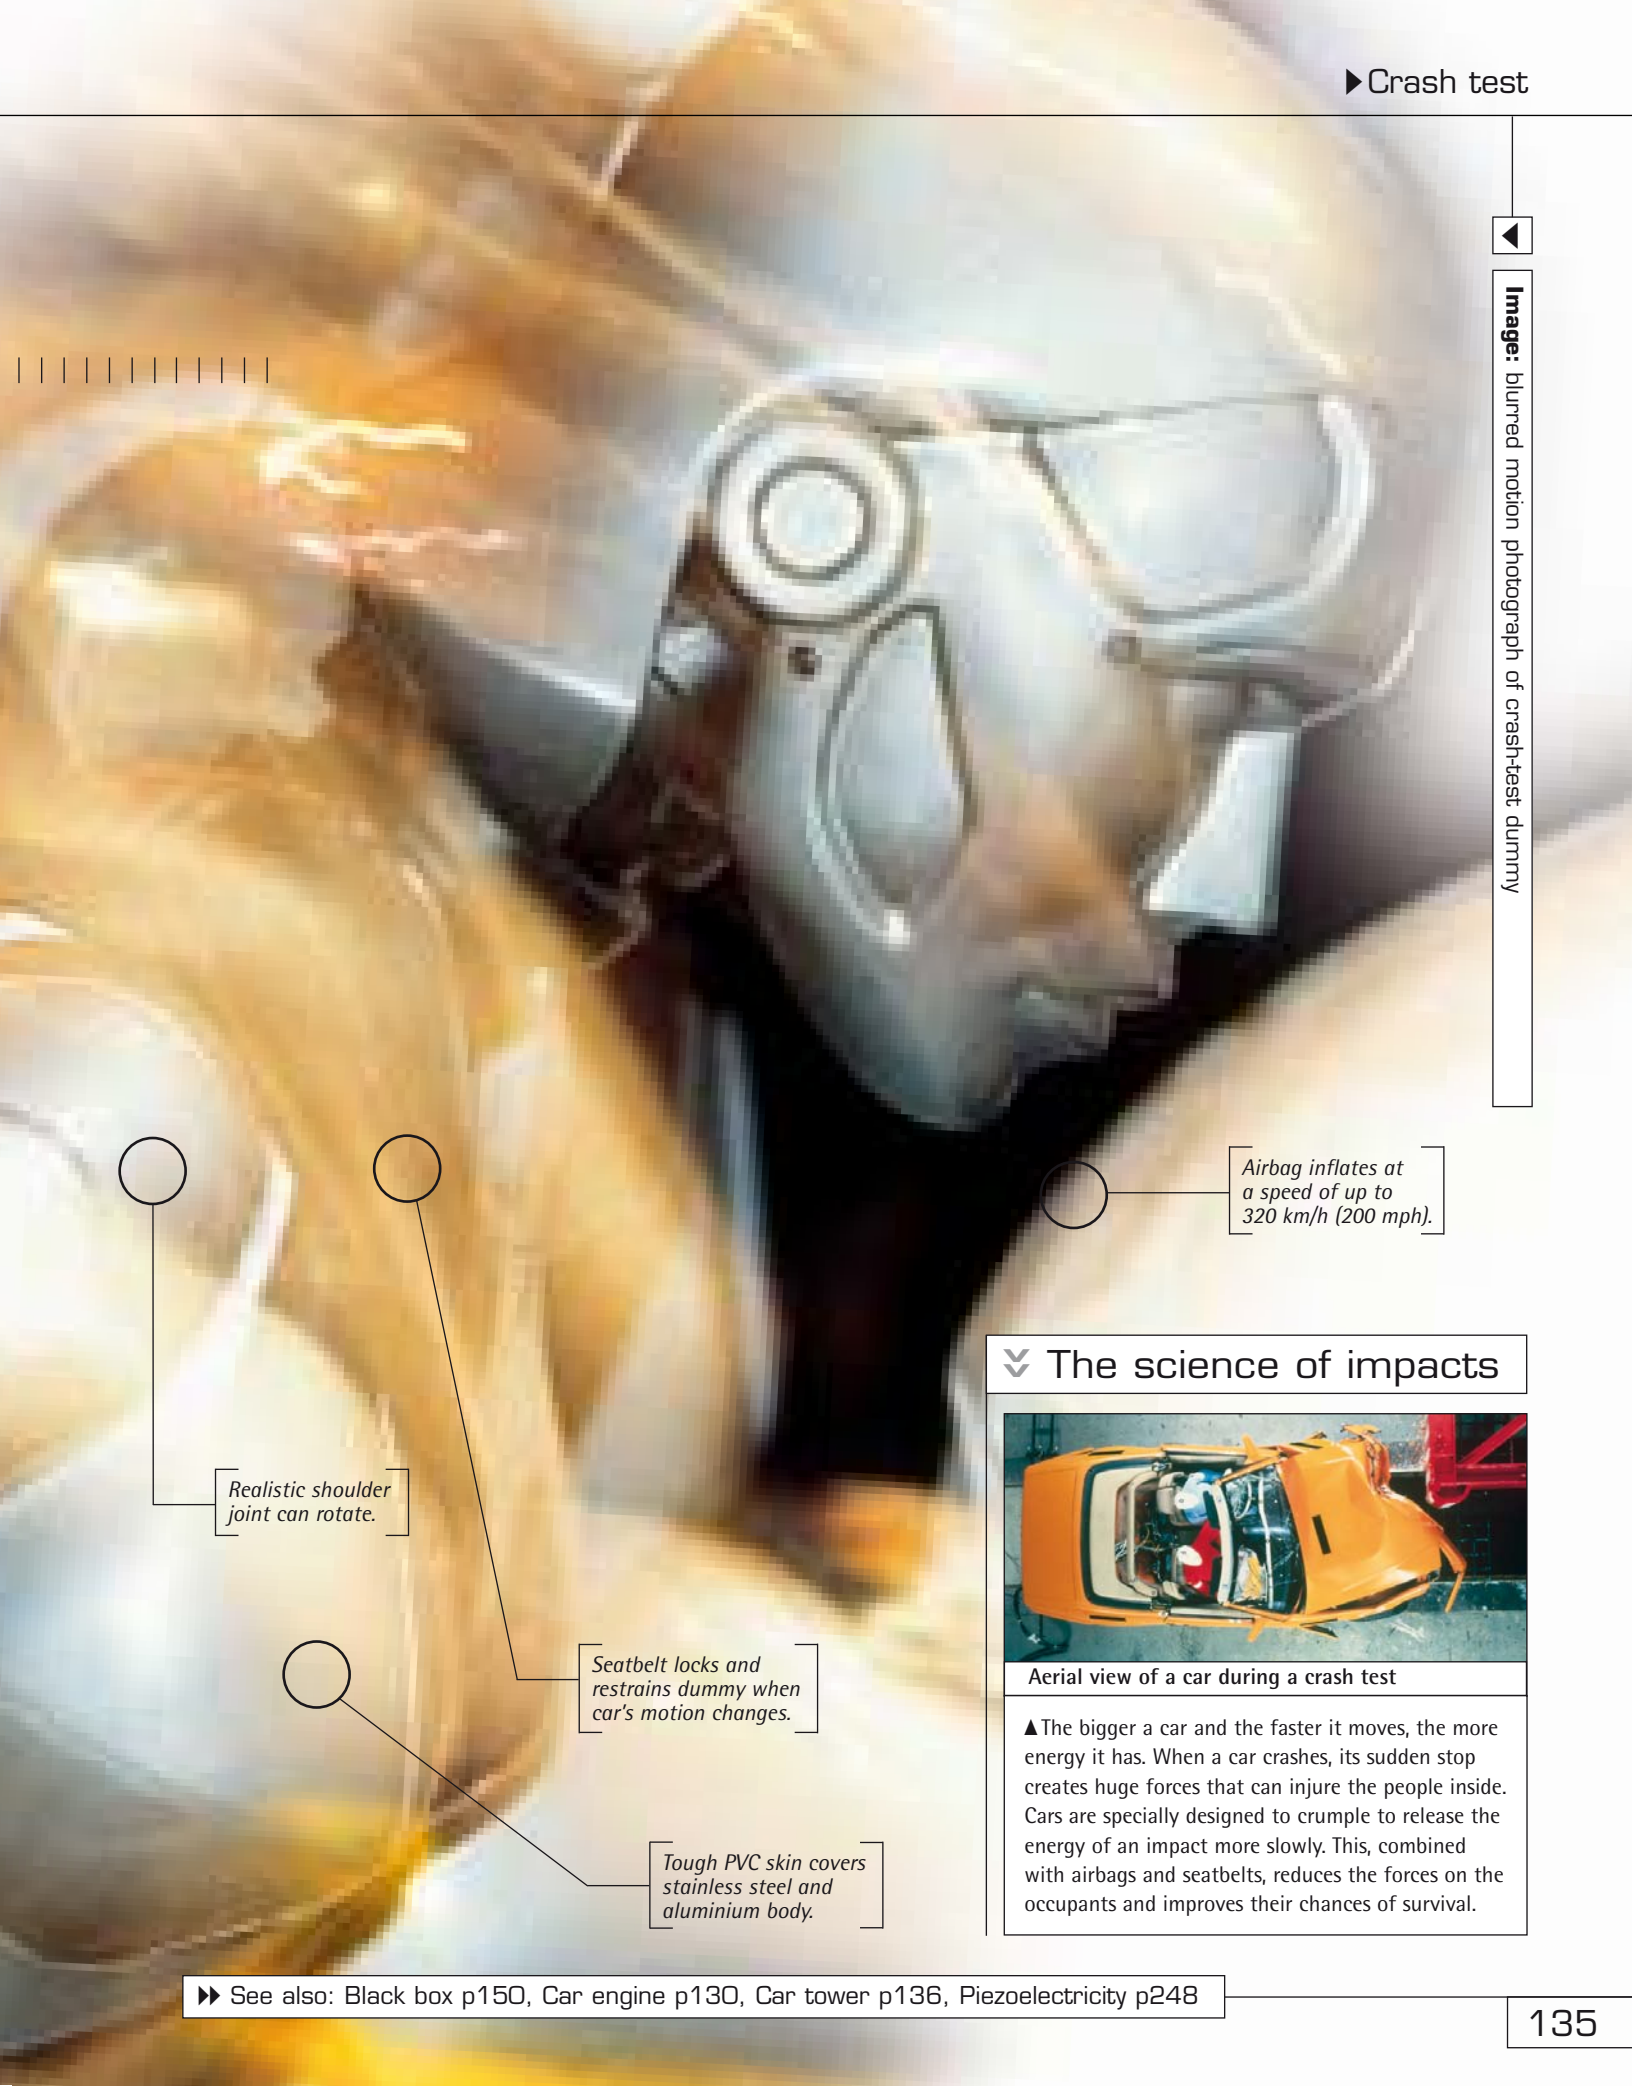 Crash test
Image: blurred motion photograph of crash-test dummy
Airbag inflates at
a speed of up to
320 km/h (200 mph).
Realistic shoulder
joint can rotate.
Seatbelt locks and
restrains dummy when
car's motion changes.
Tough PVC skin covers
stainless steel and
aluminium body.
The science of impacts
Aerial view of a car during a crash test
The bigger a car and the faster it moves, the more
energy it has. When a car crashes, its sudden stop
creates huge forces that can injure the people inside.
Cars are specially designed to crumple to release the
energy of an impact more slowly. This, combined
with airbags and seatbelts, reduces the forces on the
occupants and improves their chances of survival.
See also: Black box p150, Car engine p130, Car tower p136, Piezoelectricity p248
135